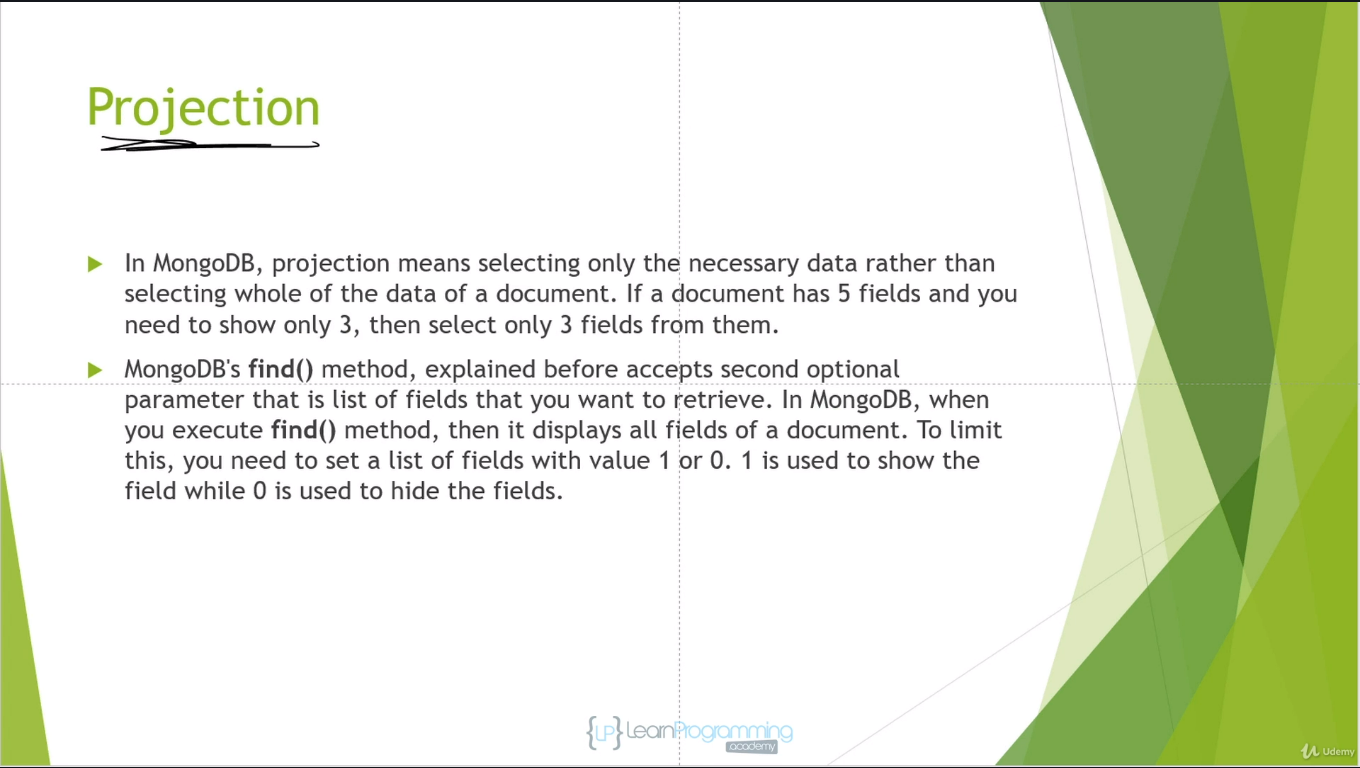 Projection
In MongoDB, projection means selecting only the necessary data rather than
selecting whole of the data of a document. If a document has 5 fields and you
need to show only 3, then select only 3 fields from them.
MongoDB's find() method, explained before accepts second optional
parameter that is list of fields that you want to retrieve. In MongoDB, when
you execute find() method, then it displays all fields of a document. To limit
this, you need to set a list of fields with value 1 or 0. 1 is used to show the
field while 0 is used to hide the fields.
{LP} LearnProgramming
academy
Udemy